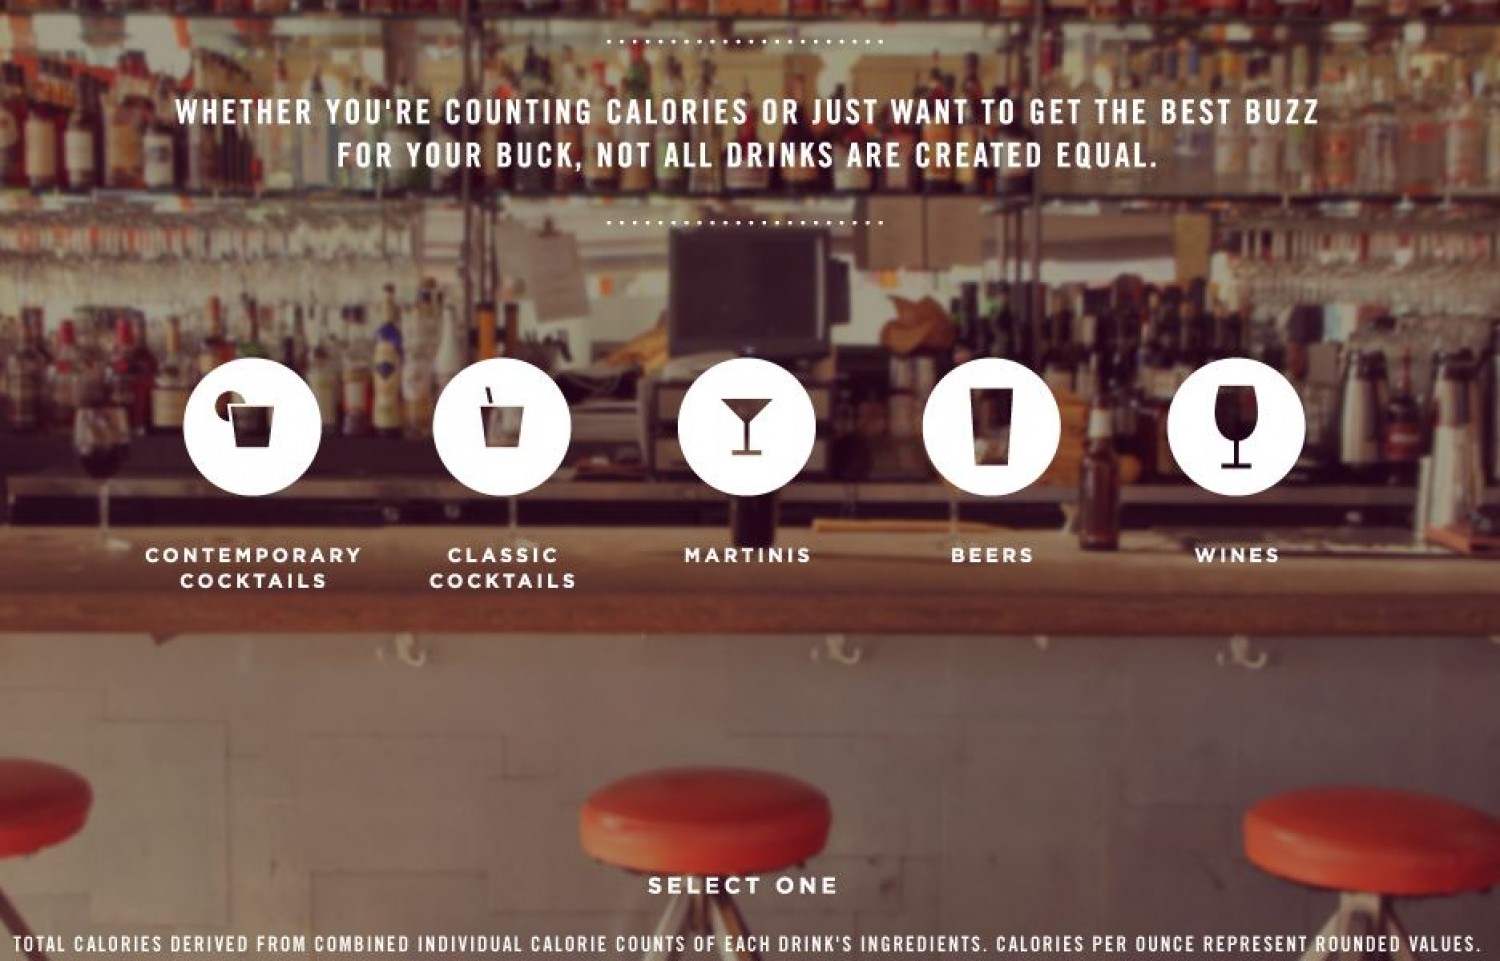 WHETHER YOU'RE COUNTING CALORIES OR JUST WANT TO GET THE BEST BUZZ
FOR YOUR BUCK, NOT ALL DRINKS ARE CREATED EQUAL.
CONTEMPORARY
COCKTAILS
CLASSIC
COCKTAILS
MARTINIS
BEERS
WINES
SELECT ONE
TOTAL CALORIES DERIVED FROM COMBINED INDIVIDUAL CALORIE COUNTS OF EACH DRINK'S INGREDIENTS. CALORIES PER OUNCE REPRESENT ROUNDED VALUES.